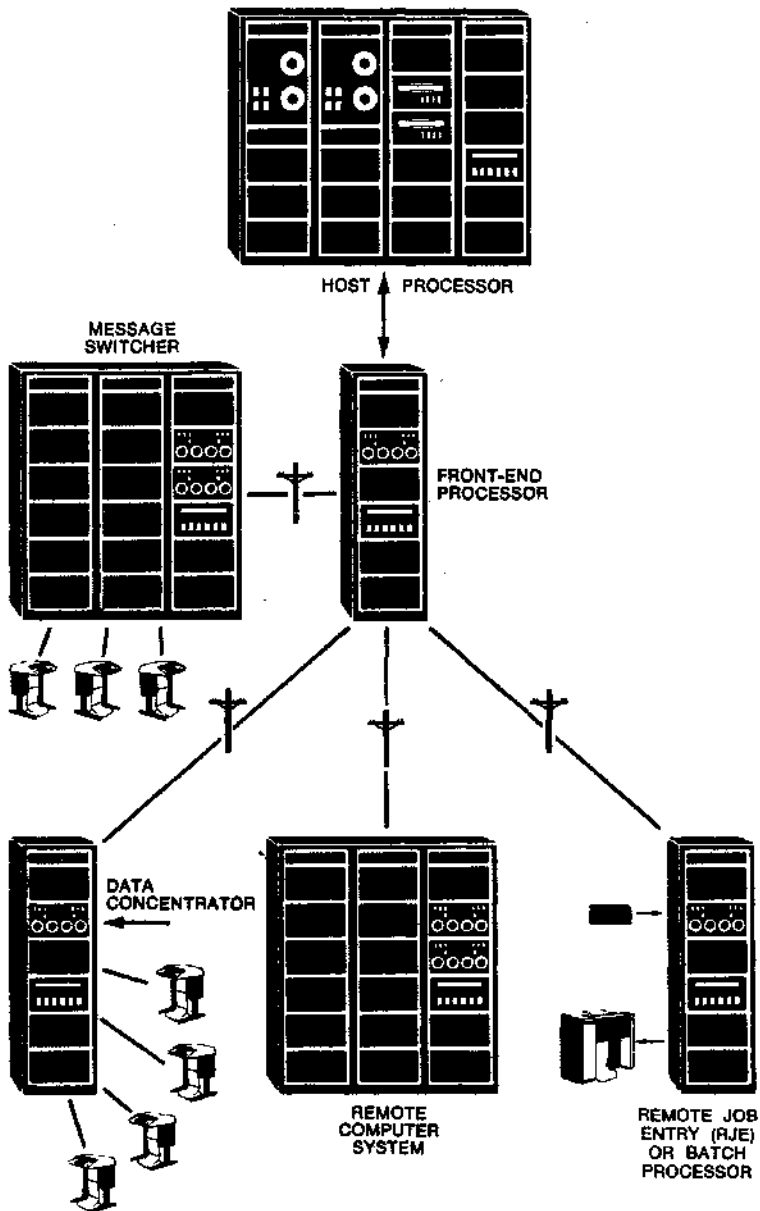 HOST PROCESSOR
MESSAGE
SWITCHER
FRONT-END
PROCESSOR
DATA
CONCENTRATOR
REMOTE
COMPUTER
SYSTEM
REMOTE JOB
ENTRY (RJE)
OR BATCH
PROCESSOR